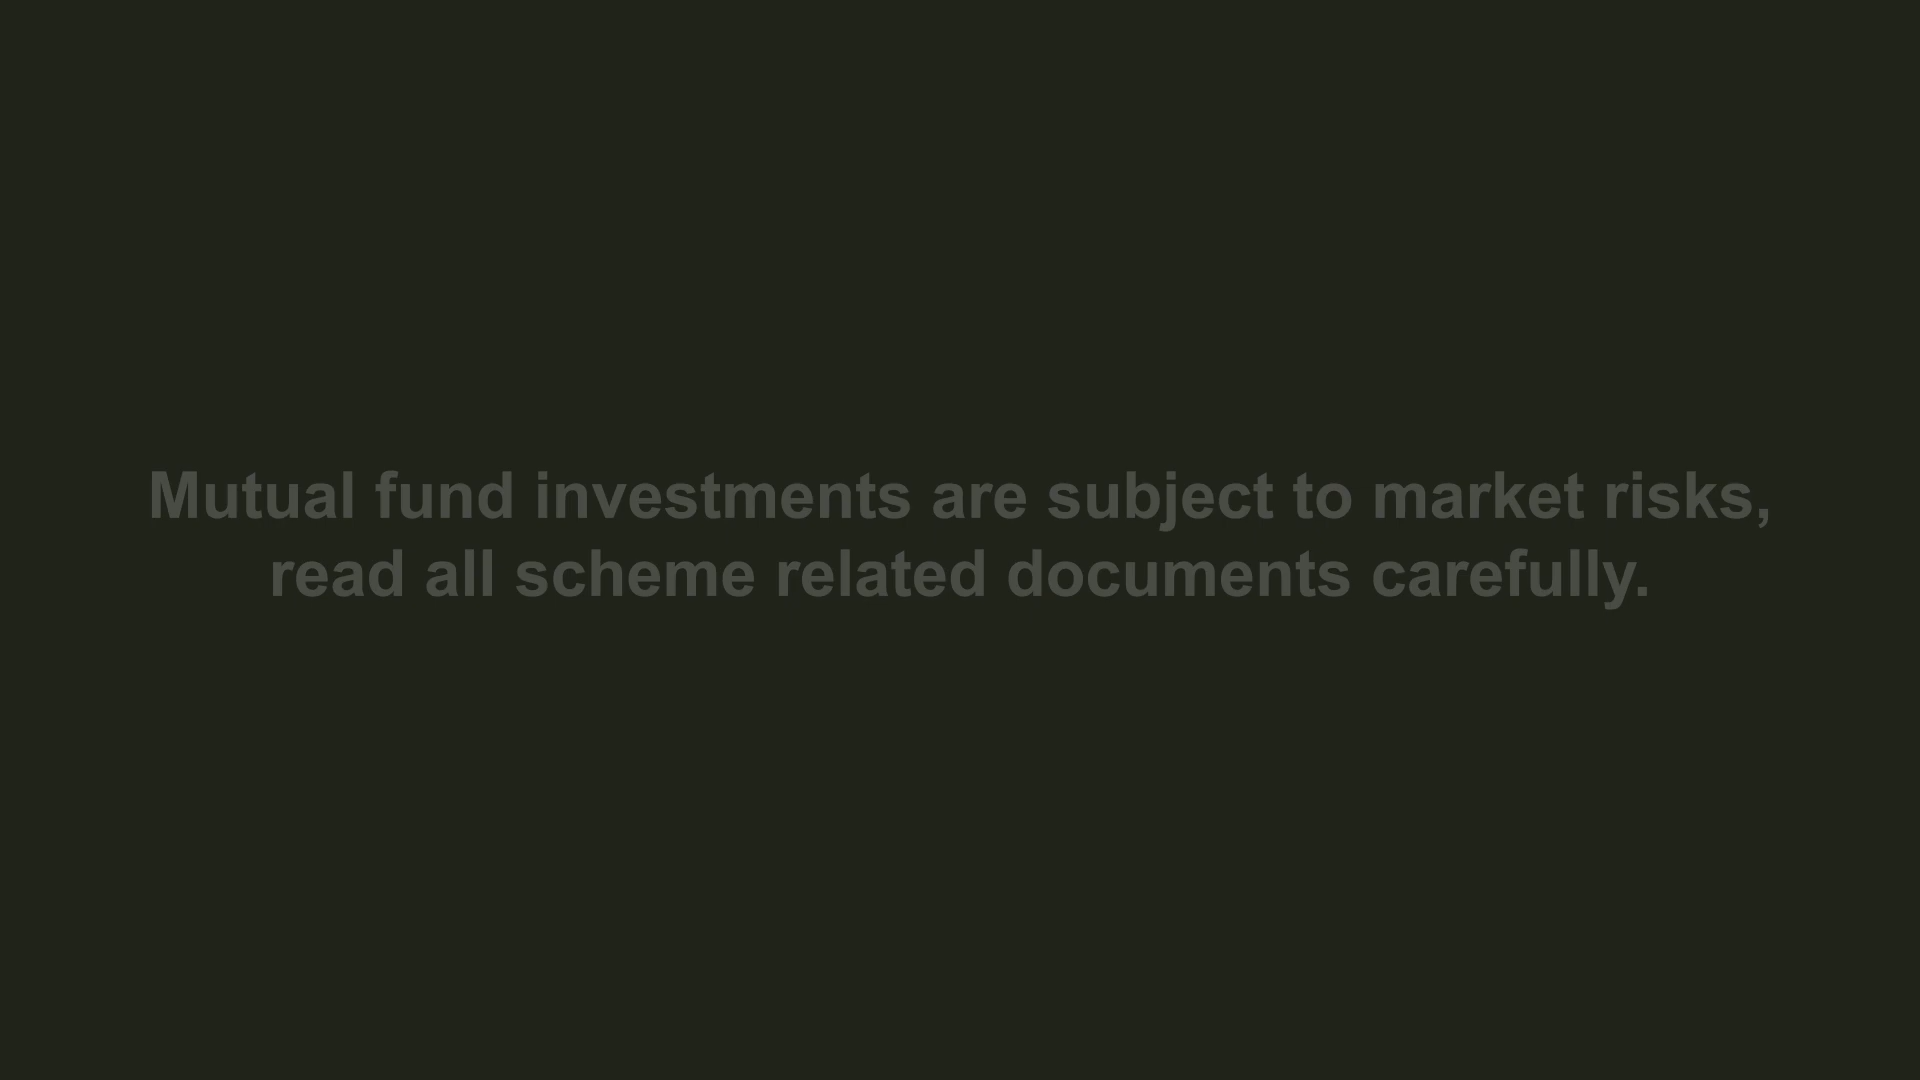 Mutual fund investments are subject to market risks,
read all scheme related documents carefully.